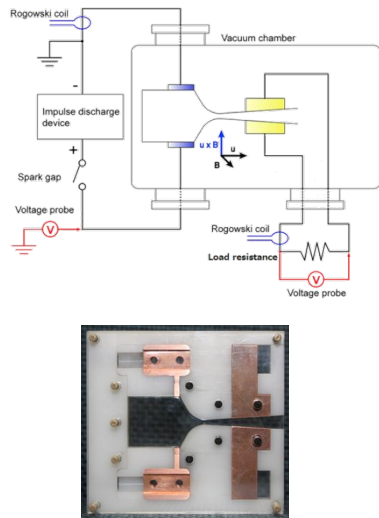 Rogowski coil
Vacuum chamber
-
Impulse discharge
device
+
Spark gap
u x B
u
B
Voltage probe
V
Rogowski coil
Load resistance
V
Voltage probe